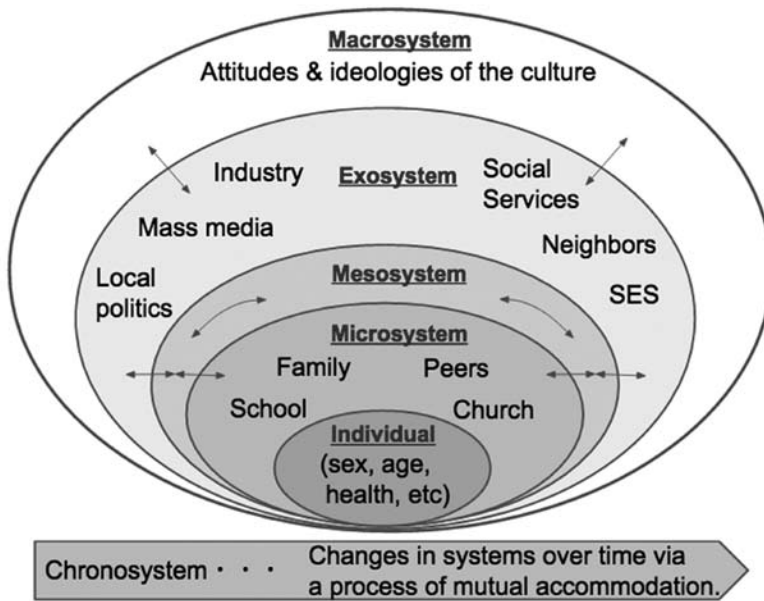 Macrosystem
Attitudes & ideologies of the culture
Industry
Exosystem
Social
Services
Mass media
Neighbors
Local
politics
Mesosystem
SES
Microsystem
Family
Peers
School
Church
Individual
(sex, age,
health, etc)
Chronosystem · · ·
Changes in systems over time via
a process of mutual accommodation.